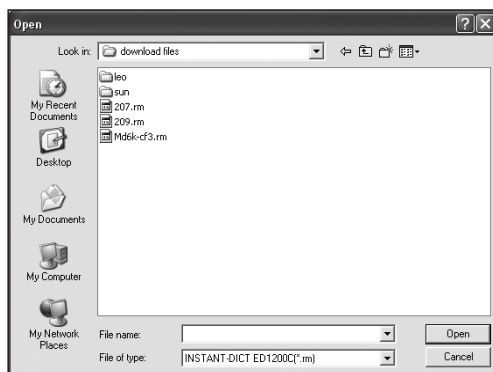 Open
Look in: download files
leo
sun
207.rm
209.rm
Md6k-cf3.rm
My Recent
Documents
Desktop
My Documents
My Computer
My Network
Places
File name:
Open
File of type: INSTANT-DICT ED1200C(*.rm)
Cancel